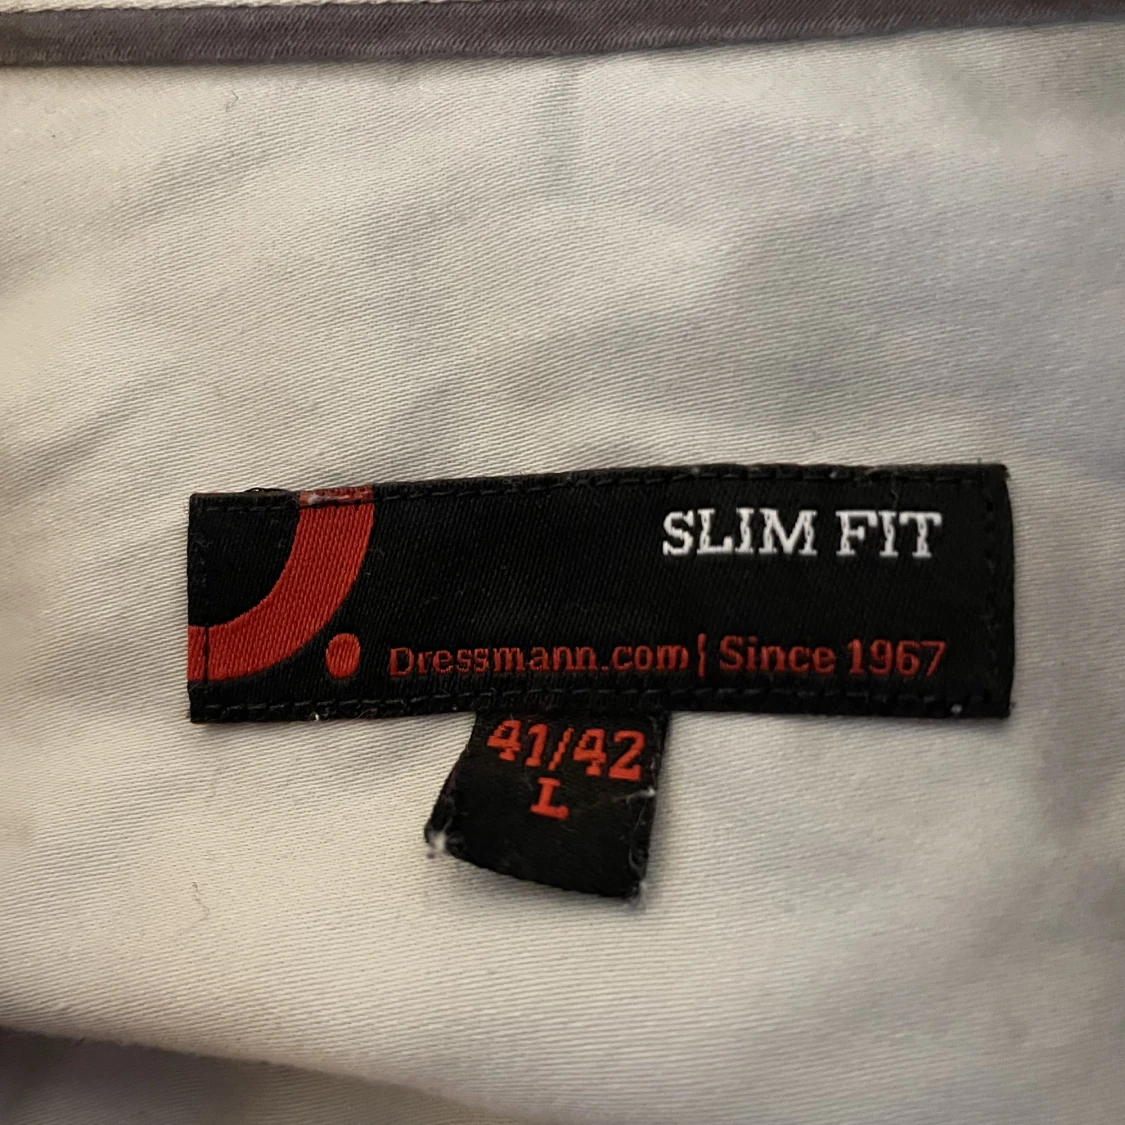 SLIM FIT
Dressmann.com | Since 1967
41/42
L